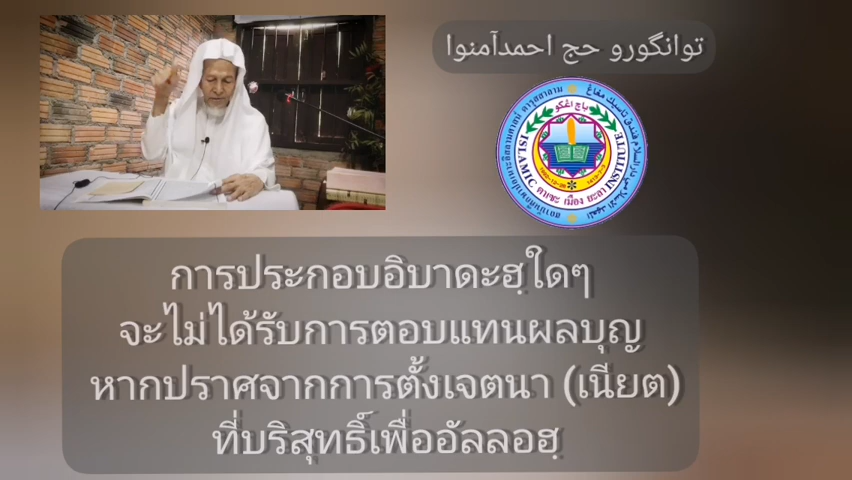 توانگورو حج احمدآمنوا
ISLAMIC INSTITUTE
การประกอบอิบาดะฮฺใดๆ
จะไม่ได้รับการตอบแทนผลบุญ
หากปราศจากการตั้งเจตนา (เนียต)
ที่บริสุทธิ์เพื่ออัลลอฮฺ